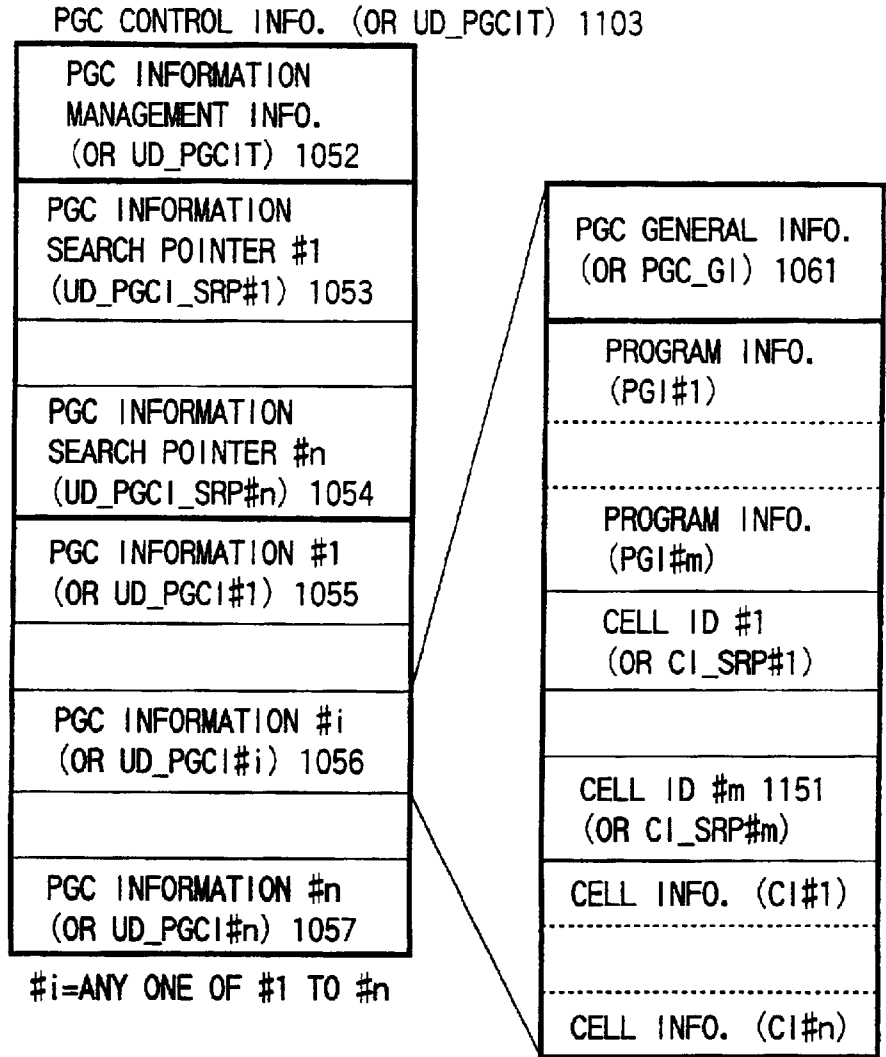 PGC CONTROL INFO. (OR UD_PGCIT) 1103
PGC INFORMATION
MANAGEMENT INFO.
(OR UD_PGCIT) 1052
PGC INFORMATION
SEARCH POINTER #1
(UD_PGCI_SRP#1) 1053
PGC INFORMATION
SEARCH POINTER #n
(UD_PGCI_SRP#n) 1054
PGC INFORMATION #1
(OR UD_PGCI#1) 1055
PGC INFORMATION #i
(OR UD_PGCI#i) 1056
PGC INFORMATION #n
(OR UD_PGCI#n) 1057
#i=ANY ONE OF #1 TO #n
PGC GENERAL INFO.
(OR PGC_GI) 1061
PROGRAM INFO.
(PGI#1)
PROGRAM INFO.
(PGI#m)
CELL ID #1
(OR CI_SRP#1)
CELL ID #m 1151
(OR CI_SRP#m)
CELL INFO. (CI#1)
CELL INFO. (CI#n)